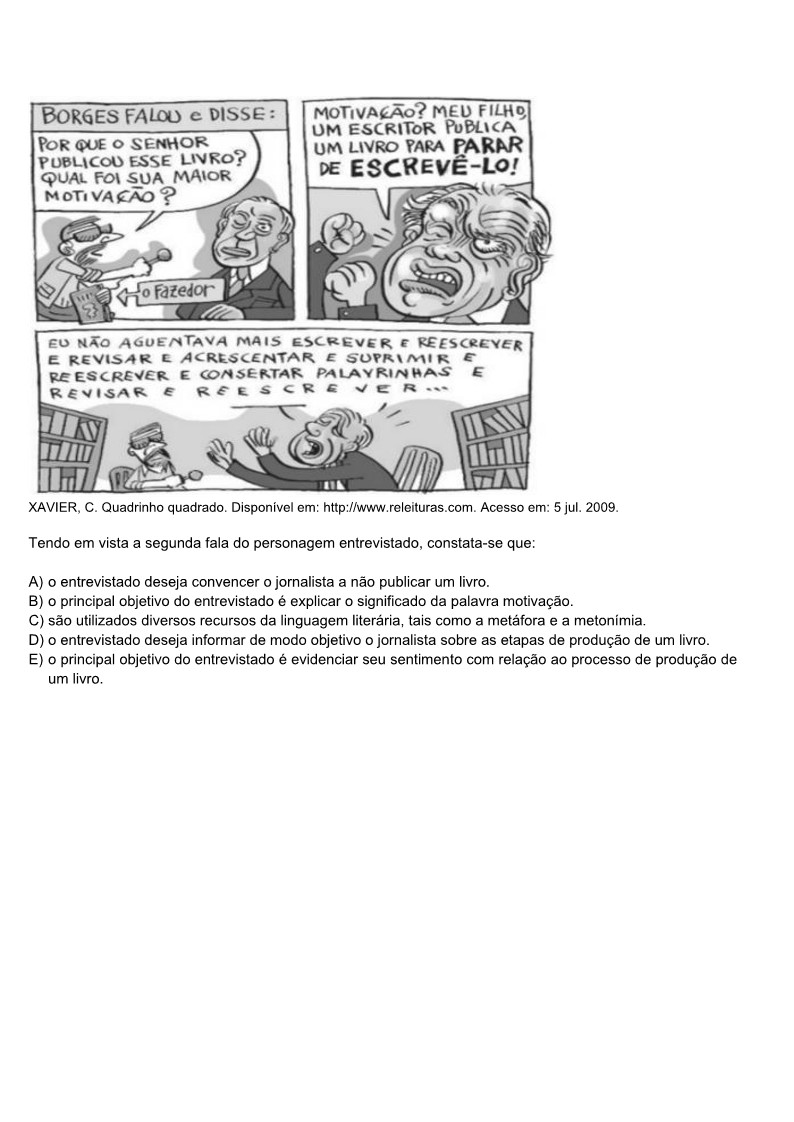 BORGES FALOU e DISSE:
POR QUE O SENHOR
PUBLICOU ESSE LIVRO?
QUAL FOI SUA MAIOR
MOTIVAÇÃO?
O FAZEDOR
MOTIVAÇÃO? MEU FILHO,
UM ESCRITOR PUBLICA
UM LIVRO PARA PARAR
DE ESCREVÊ-LO!
EU NÃO AGUENTAVA MAIS ESCREVER E REESCREVER
E REVISAR E ACRESCENTAR E SUPRIMIR E
REESCREVER E CONSERTAR PALAVRINHAS E
REVISAR E REESCREVER...
XAVIER, C. Quadrinho quadrado. Disponível em: http://www.releituras.com. Acesso em: 5 jul. 2009.
Tendo em vista a segunda fala do personagem entrevistado, constata-se que:
A) o entrevistado deseja convencer o jornalista a não publicar um livro.
B) o principal objetivo do entrevistado é explicar o significado da palavra motivação.
C) são utilizados diversos recursos da linguagem literária, tais como a metáfora e a metonímia.
D) o entrevistado deseja informar de modo objetivo o jornalista sobre as etapas de produção de um livro.
E) o principal objetivo do entrevistado é evidenciar seu sentimento com relação ao processo de produção de
um livro.